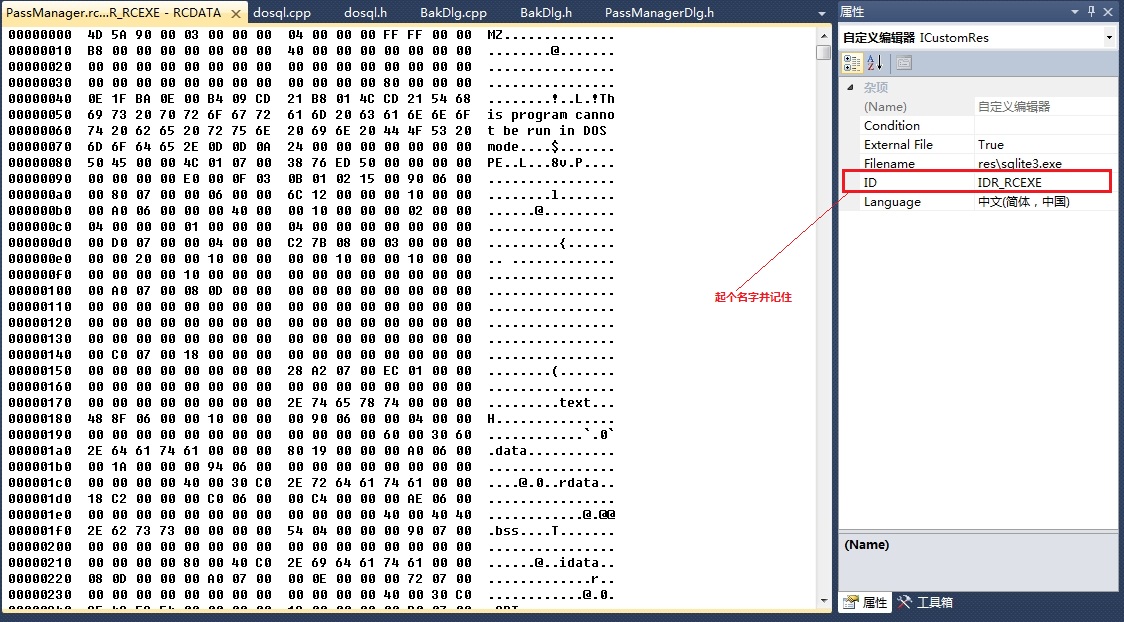 PassManager.rc...R_RCEXE - RCDATA dosql.cpp dosql.h BakDlg.cpp BakDlg.h PassManagerDlg.h
00000000 4D 5A 90 00 03 00 00 00 04 00 00 00 FF FF 00 00 MZ..............
00000010 B8 00 00 00 00 00 00 00 40 00 00 00 00 00 00 00 ........@.......
00000020 00 00 00 00 00 00 00 00 00 00 00 00 00 00 00 00 ................
00000030 00 00 00 00 00 00 00 00 00 00 00 00 80 00 00 00 ................
00000040 0E 1F BA 0E 00 B4 09 CD 21 B8 01 4C CD 21 54 68 ........!..L.!Th
00000050 69 73 20 70 72 6F 67 72 61 6D 20 63 61 6E 6E 6F is program canno
00000060 74 20 62 65 20 72 75 6E 20 69 6E 20 44 4F 53 20 t be run in DOS
00000070 6D 6F 64 65 2E 0D 0D 0A 24 00 00 00 00 00 00 00 mode....$.......
00000080 50 45 00 00 4C 01 07 00 38 76 ED 50 00 00 00 00 PE..L...8v.P....
00000090 00 00 00 00 E0 00 0F 03 0B 01 02 15 00 90 06 00 ................
000000a0 00 80 07 00 00 06 00 00 6C 12 00 00 00 10 00 00 ........l.......
000000b0 00 A0 06 00 00 00 40 00 00 10 00 00 00 02 00 00 ......@.........
000000c0 04 00 00 00 01 00 00 00 04 00 00 00 00 00 00 00 ................
000000d0 00 D0 07 00 00 04 00 00 C2 7B 08 00 03 00 00 00 .........{......
000000e0 00 00 20 00 00 10 00 00 00 00 10 00 00 10 00 00 .. .............
000000f0 00 00 00 00 10 00 00 00 00 00 00 00 00 00 00 00 ................
00000100 00 A0 07 00 08 0D 00 00 00 00 00 00 00 00 00 00 ................
00000110 00 00 00 00 00 00 00 00 00 00 00 00 00 00 00 00 ................
00000120 00 00 00 00 00 00 00 00 00 00 00 00 00 00 00 00 ................
00000130 00 00 00 00 00 00 00 00 00 00 00 00 00 00 00 00 ................
00000140 00 C0 07 00 18 00 00 00 00 00 00 00 00 00 00 00 ................
00000150 00 00 00 00 00 00 00 00 28 A2 07 00 EC 01 00 00 ........(.......
00000160 00 00 00 00 00 00 00 00 00 00 00 00 00 00 00 00 ................
00000170 00 00 00 00 00 00 00 00 2E 74 65 78 74 00 00 00 .........text...
00000180 48 8F 06 00 00 10 00 00 00 90 06 00 00 04 00 00 H...............
00000190 00 00 00 00 00 00 00 00 00 00 00 00 60 00 30 60 ............`.0`
000001a0 2E 64 61 74 61 00 00 00 80 19 00 00 00 A0 06 00 .data...........
000001b0 00 1A 00 00 00 94 06 00 00 00 00 00 00 00 00 00 ................
000001c0 00 00 00 00 40 00 30 C0 2E 72 64 61 74 61 00 00 ....@.0..rdata..
000001d0 18 C2 00 00 00 C0 06 00 00 C4 00 00 00 AE 06 00 ................
000001e0 00 00 00 00 00 00 00 00 00 00 00 00 40 00 40 40 ............@.@@
000001f0 2E 62 73 73 00 00 00 00 54 04 00 00 00 90 07 00 .bss....T.......
00000200 00 00 00 00 00 00 00 00 00 00 00 00 00 00 00 00 ................
00000210 00 00 00 00 80 00 40 C0 2E 69 64 61 74 61 00 00 ......@..idata..
00000220 08 0D 00 00 00 A0 07 00 00 0E 00 00 00 72 07 00 .............r..
00000230 00 00 00 00 00 00 00 00 00 00 00 00 40 00 30 C0 ............@.0.
属性
自定义编辑器 ICustomRes
杂项
(Name) 自定义编辑器
Condition
External File True
Filename res\sqlite3.exe
ID IDR_RCEXE
Language 中文(简体，中国)
起个名字并记住
(Name)
属性 工具箱